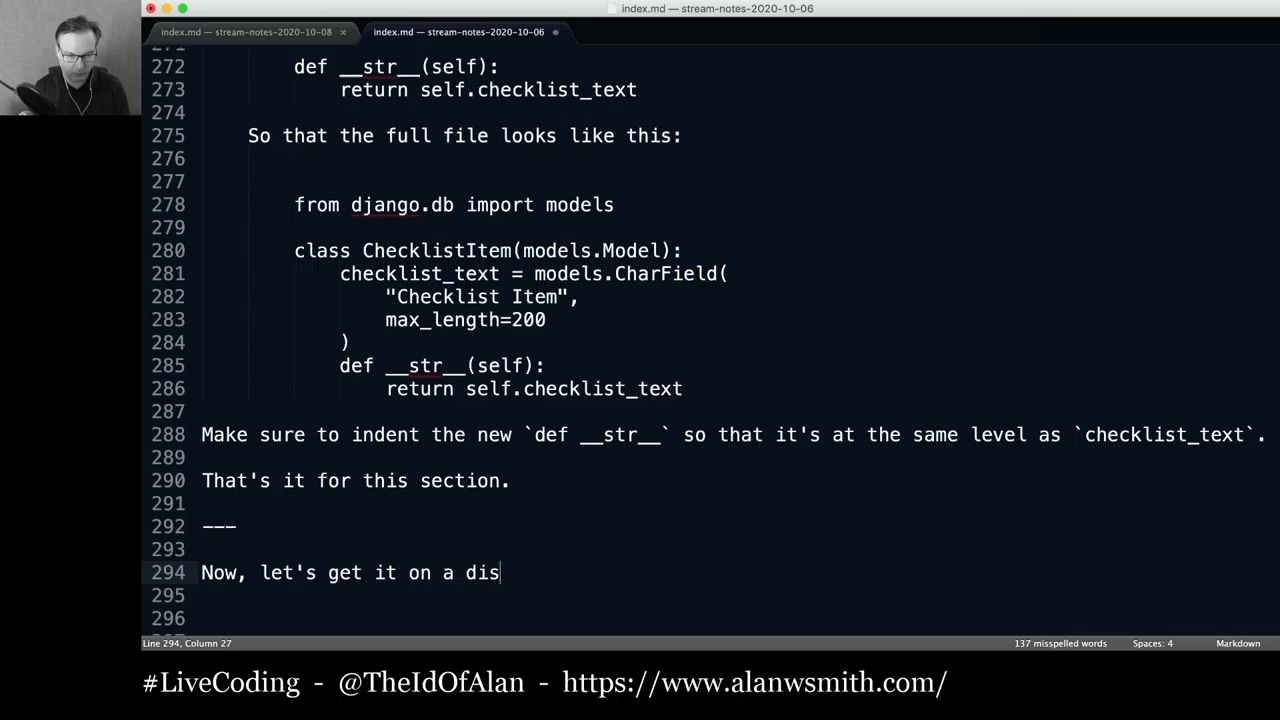 index.md — stream-notes-2020-10-06
index.md — stream-notes-2020-10-08 ×
index.md — stream-notes-2020-10-06
272 def __str__(self):
273 return self.checklist_text
274
275 So that the full file looks like this:
276
277
278 from django.db import models
279
280 class ChecklistItem(models.Model):
281 checklist_text = models.CharField(
282 "Checklist Item",
283 max_length=200
284 )
285 def __str__(self):
286 return self.checklist_text
287
288 Make sure to indent the new `def __str__` so that it's at the same level as `checklist_text`.
289
290 That's it for this section.
291
292 ---
293
294 Now, let's get it on a dis
295
296
Line 294, Column 27 137 misspelled words Spaces: 4 Markdown
#LiveCoding - @TheIdOfAlan - https://www.alanwsmith.com/